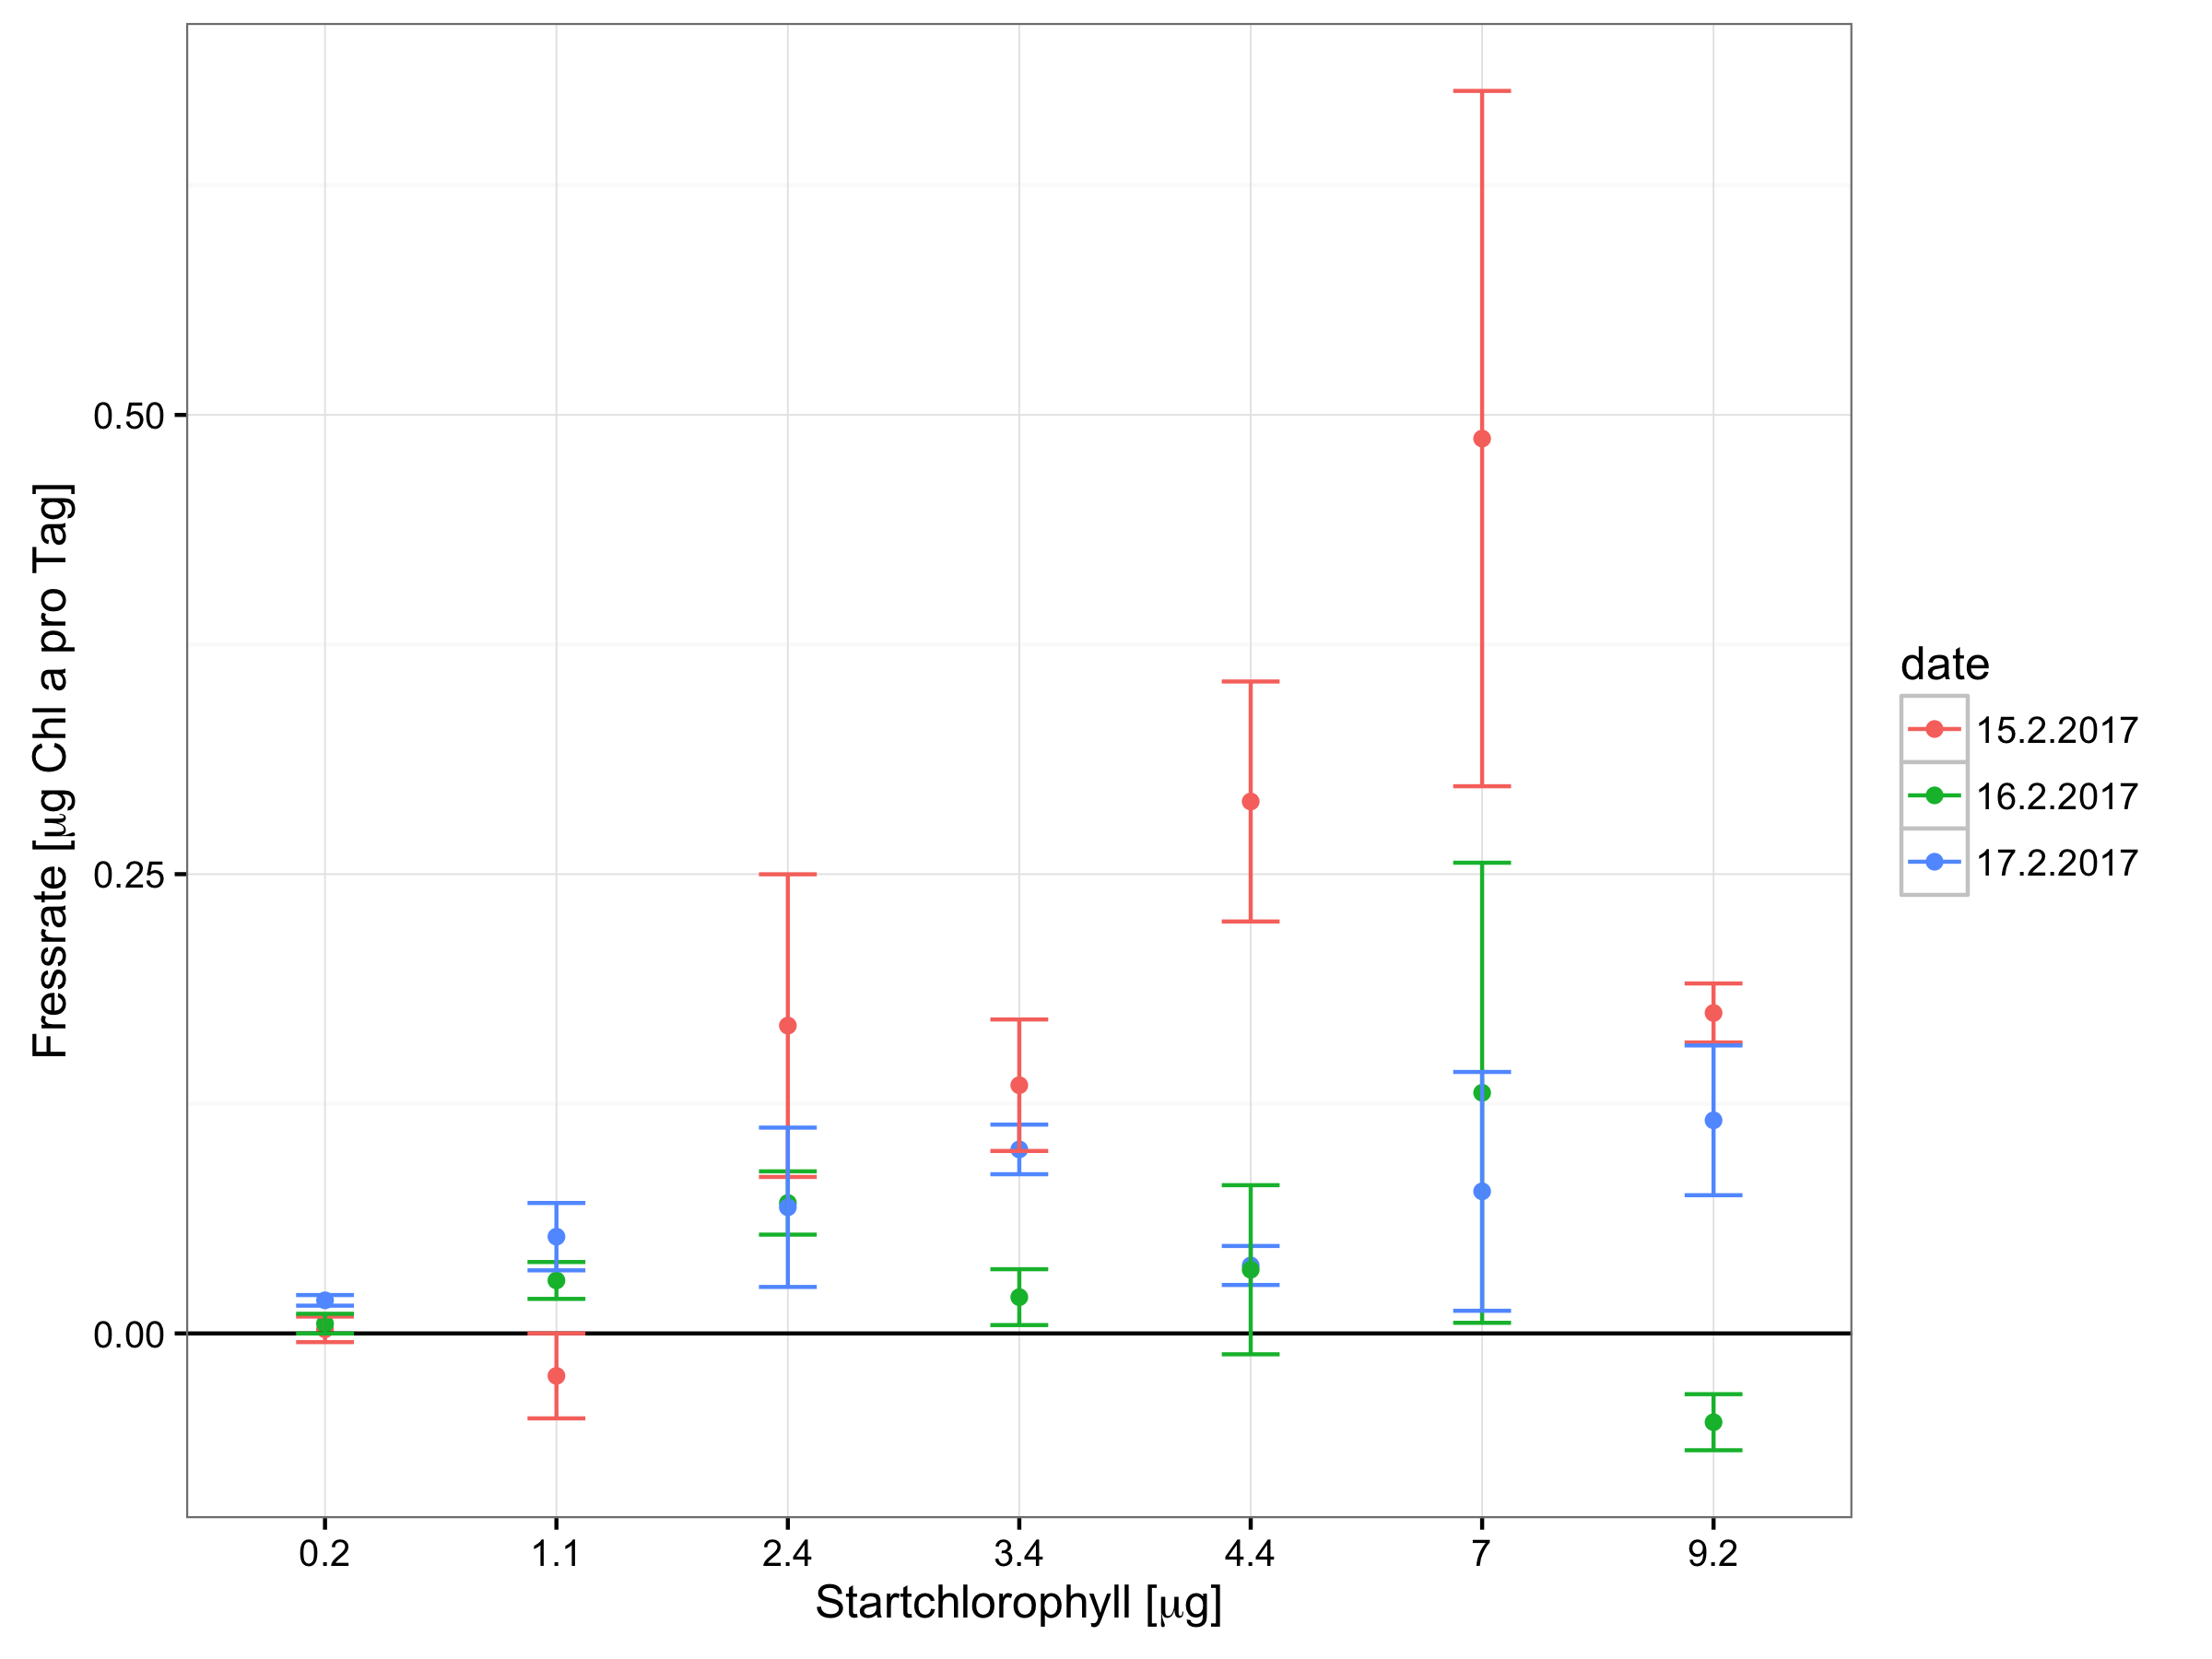 Fressrate [µg Chl a pro Tag]
0.50
0.25
0.00
0.2 1.1 2.4 3.4 4.4 7 9.2
Startchlorophyll [µg]
date
15.2.2017
16.2.2017
17.2.2017